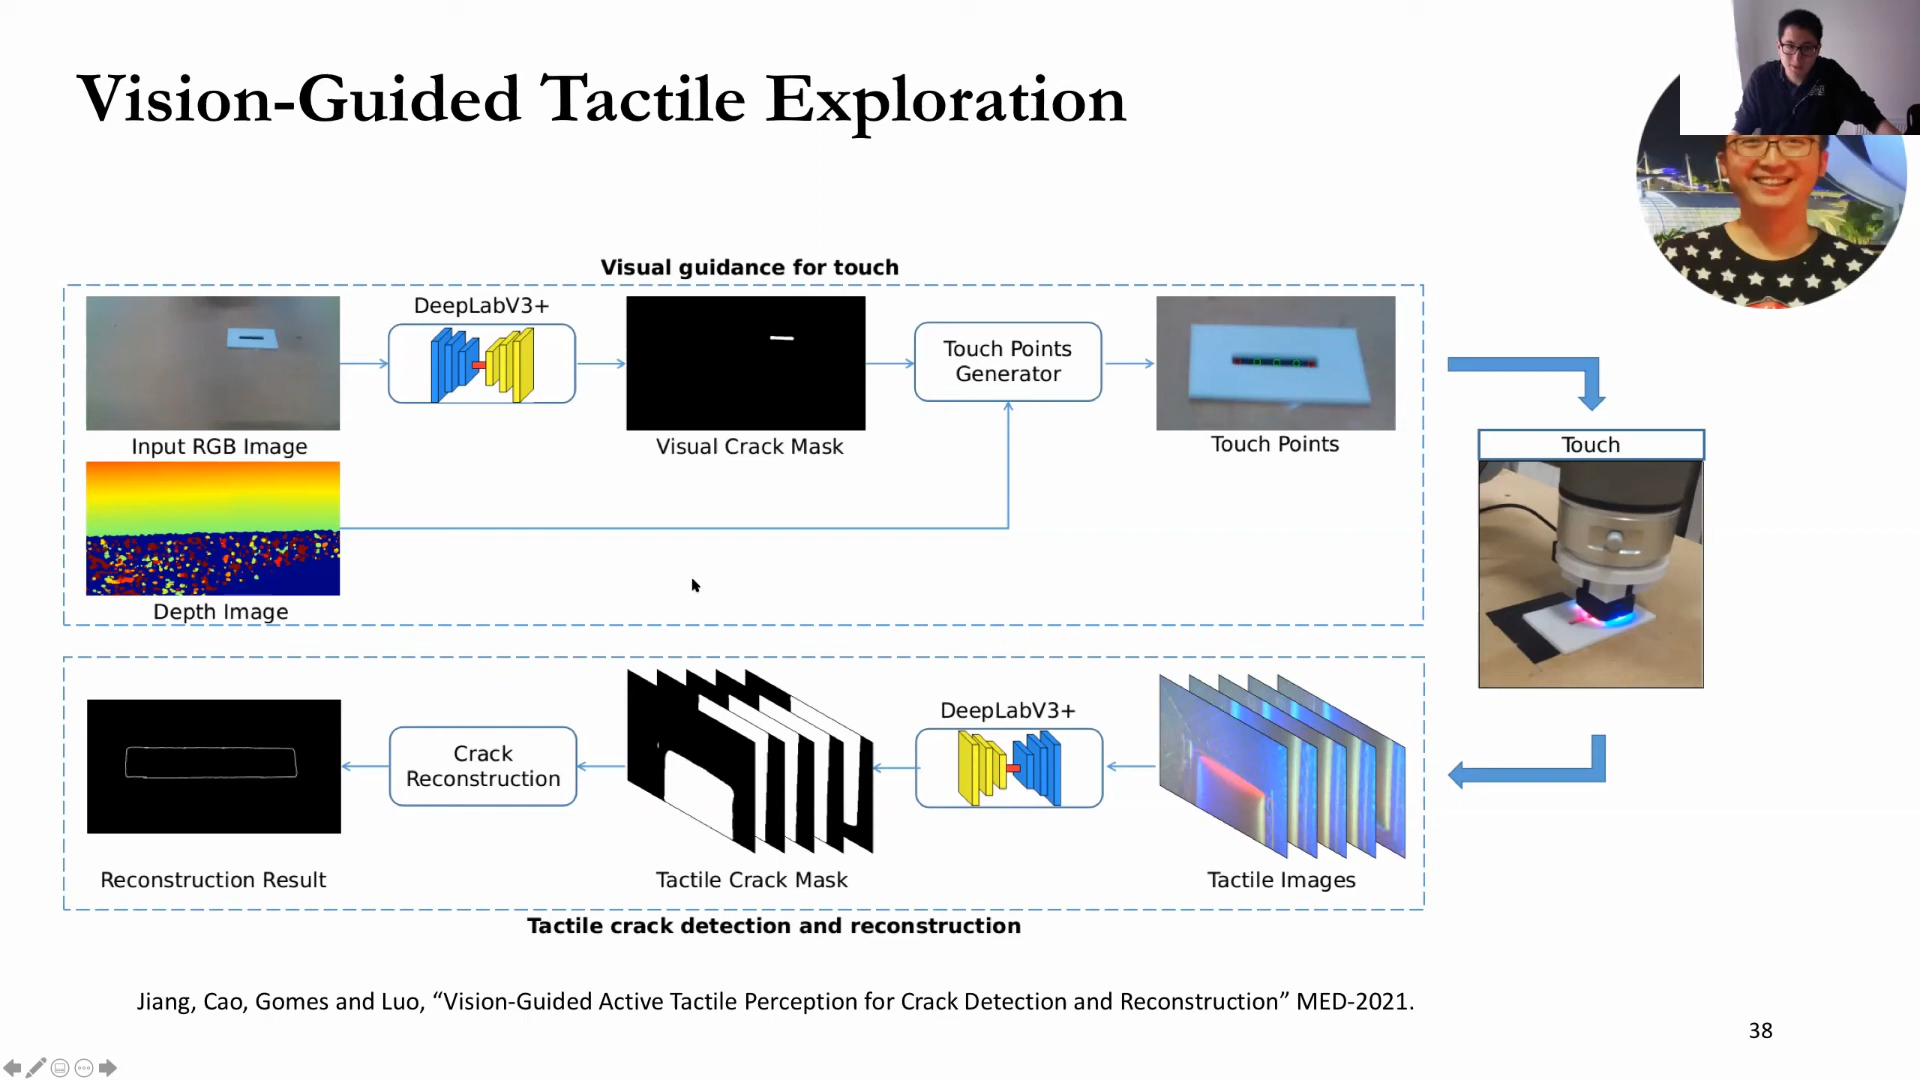 Vision-Guided Tactile Exploration
Visual guidance for touch
DeepLabV3+
Touch Points
Generator
Input RGB Image
Visual Crack Mask
Touch Points
Touch
Depth Image
DeepLabV3+
Crack
Reconstruction
Reconstruction Result
Tactile Crack Mask
Tactile Images
Tactile crack detection and reconstruction
Jiang, Cao, Gomes and Luo, “Vision-Guided Active Tactile Perception for Crack Detection and Reconstruction” MED-2021.
38